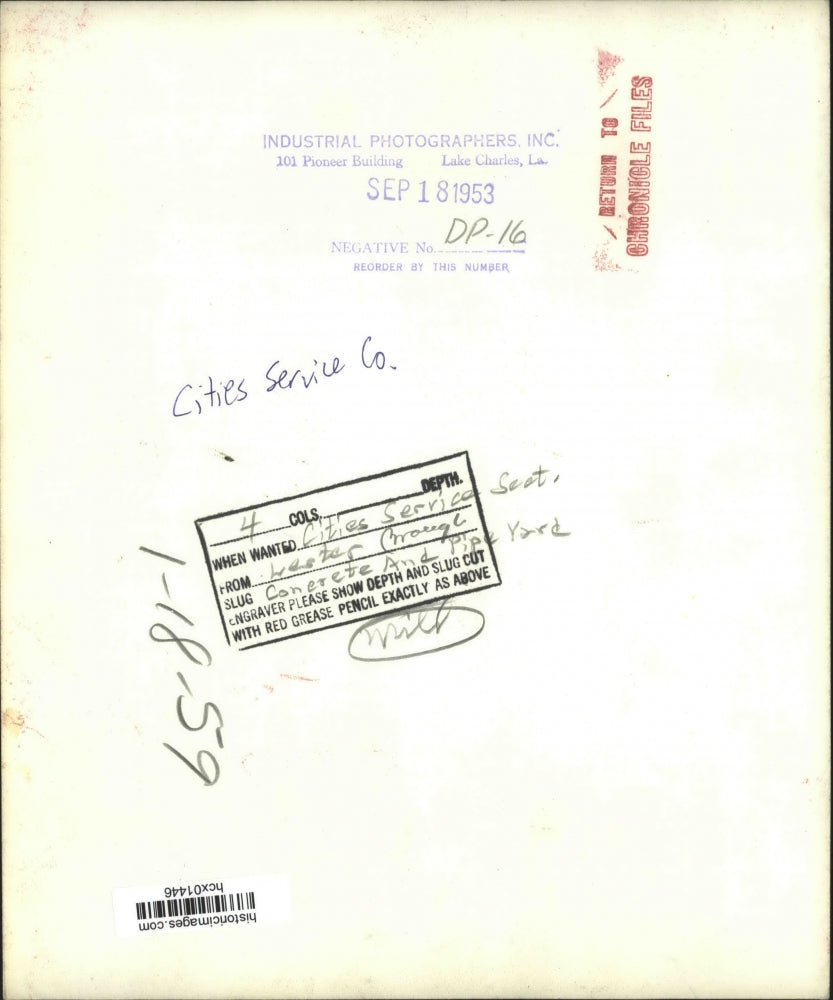 INDUSTRIAL PHOTOGRAPHERS, INC.
101 Pioneer Building Lake Charles, La.
SEP 18 1953
NEGATIVE No. DP-16
REORDER BY THIS NUMBER
RETURN TO
CHRONICLE FILES
Cities Service Co.
4 COLS. DEPTH.
WHEN WANTED Cities Service Sect.
FROM Lester
SLUG Concrete And Pipe Yard
ENGRAVER PLEASE SHOW DEPTH AND SLUG CUT
WITH RED GREASE PENCIL EXACTLY AS ABOVE
1-18-59
historicimages.com
hcx01446